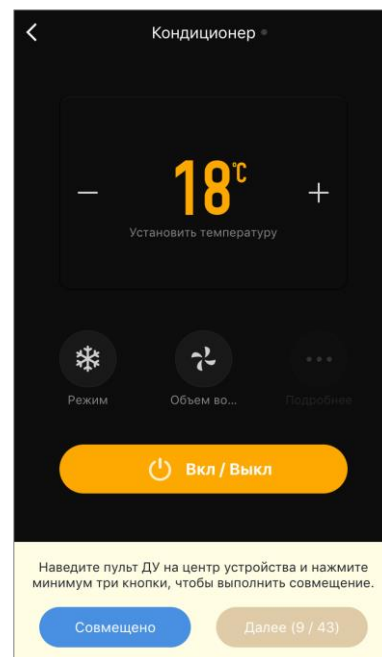 Кондиционер
18°C
Установить температуру
Режим
Объем во...
Подробнее
Вкл / Выкл
Наведите пульт ДУ на центр устройства и нажмите
минимум три кнопки, чтобы выполнить совмещение.
Совмещено
Далее (9 / 43)